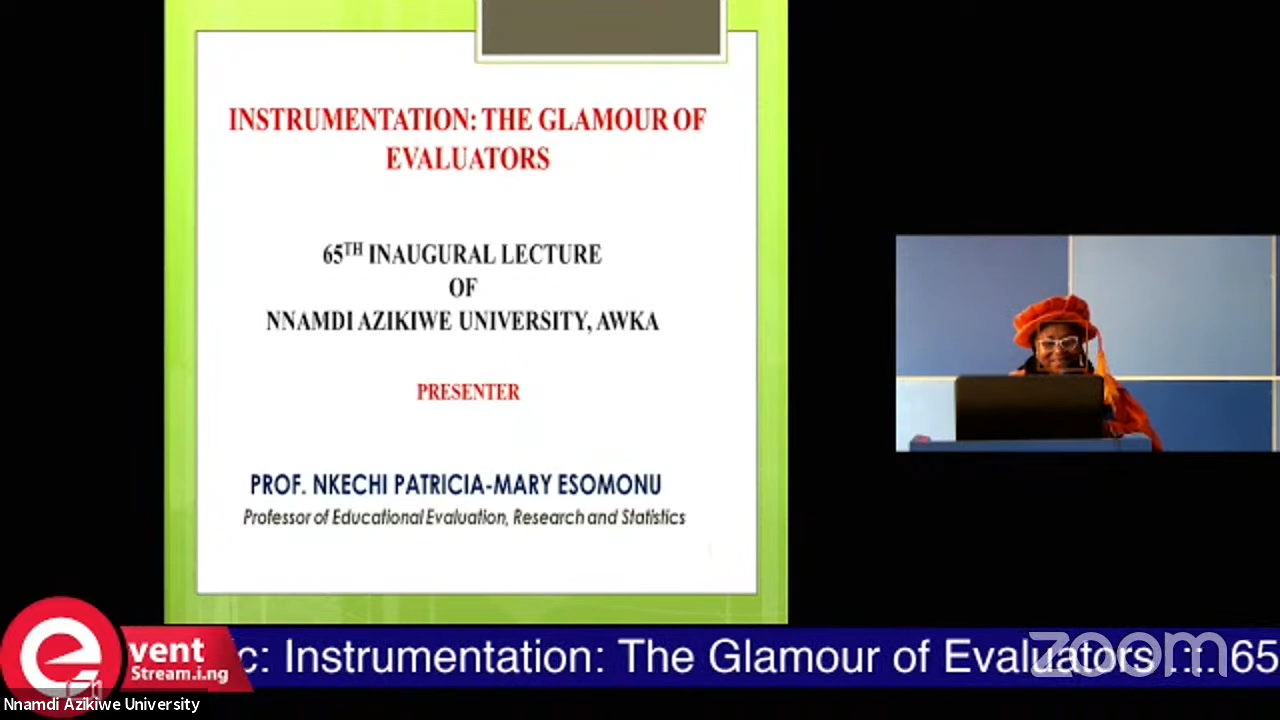 INSTRUMENTATION: THE GLAMOUR OF
EVALUATORS
65TH INAUGURAL LECTURE
OF
NNAMDI AZIKIWE UNIVERSITY, AWKA
PRESENTER
PROF. NKECHI PATRICIA-MARY ESOMONU
Professor of Educational Evaluation, Research and Statistics
event
Stream.i.ng
c: Instrumentation: The Glamour of Evaluators .::. 65
zoom
Nnamdi Azikiwe University